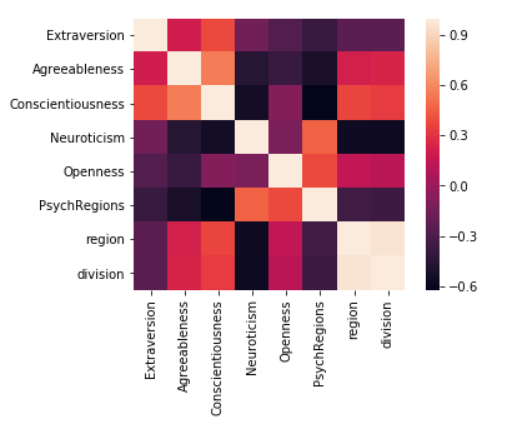 Extraversion
Agreeableness
Conscientiousness
Neuroticism
Openness
PsychRegions
region
division
0.9
0.6
0.3
0.0
−0.3
−0.6
Extraversion
Agreeableness
Conscientiousness
Neuroticism
Openness
PsychRegions
region
division